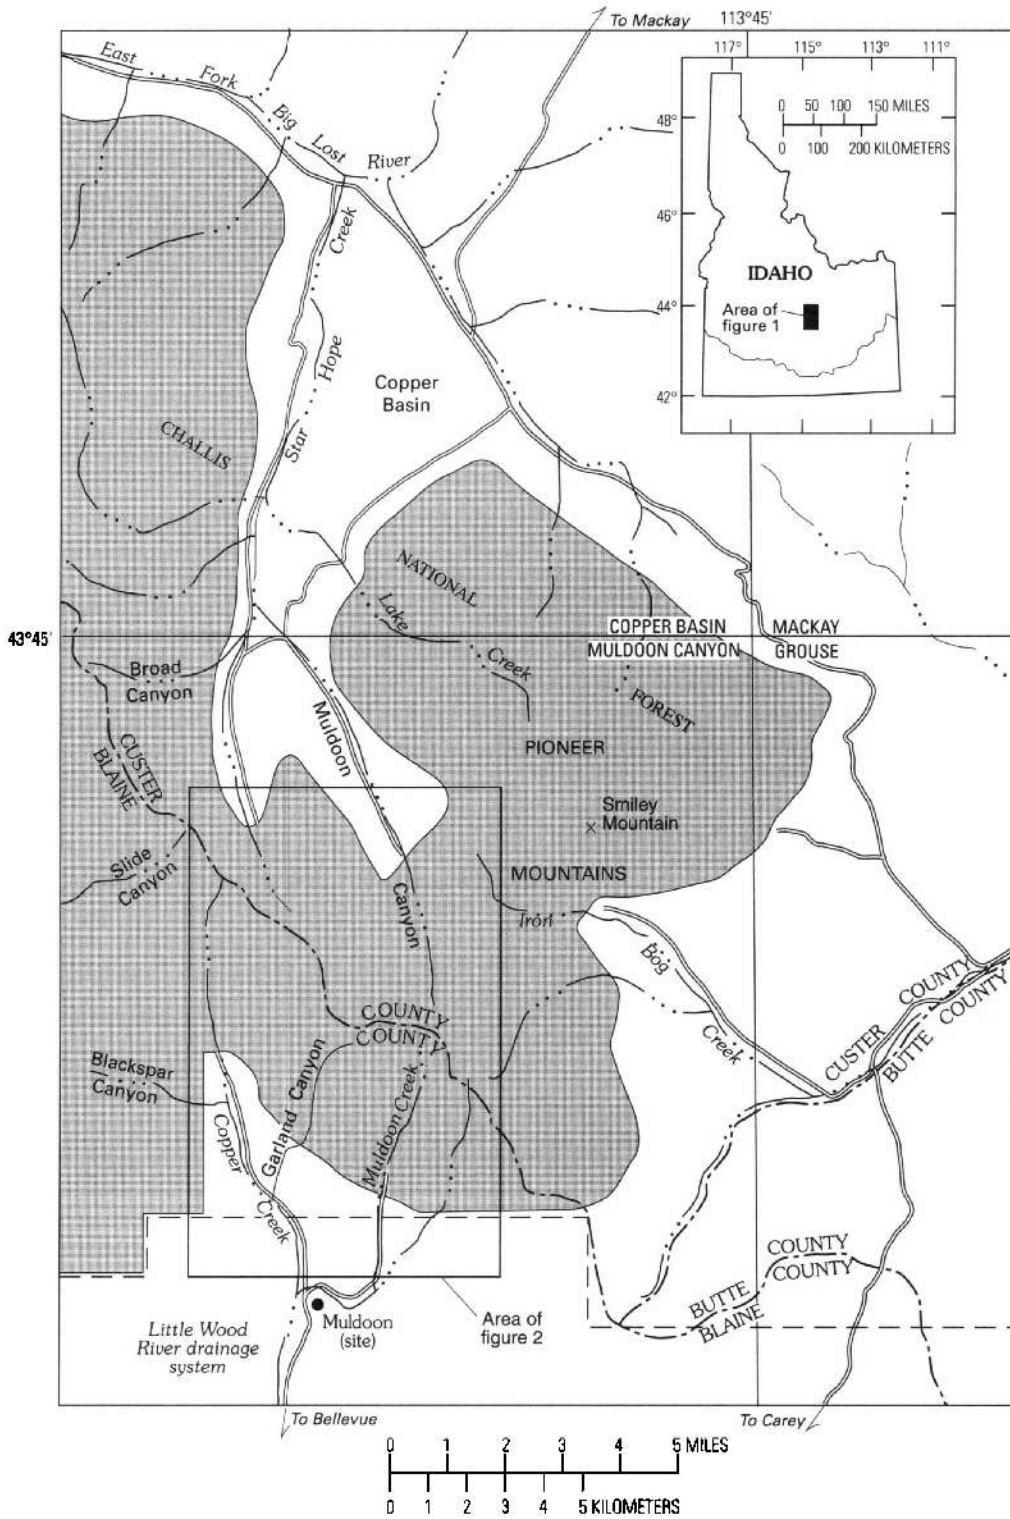 To Mackay
113°45'
East
Fork
Big
Lost
River
117°
115°
113°
111°
0 50 100 150 MILES
0 100 200 KILOMETERS
48°
46°
44°
42°
IDAHO
Area of
figure 1
Creek
Hope
Star
Copper
Basin
CHALLIS
NATIONAL
FOREST
Lake
Creek
43°45'
COPPER BASIN
MULDOON CANYON
MACKAY
GROUSE
Broad
Canyon
Muldoon
Canyon
CUSTER
BLAINE
PIONEER
MOUNTAINS
Smiley
Mountain
Slide
Canyon
Iron
Bog
Creek
COUNTY
COUNTY
CUSTER
BUTTE
COUNTY
COUNTY
Blackspar
Canyon
Garland Canyon
Muldoon Creek
Copper
Creek
COUNTY
COUNTY
BUTTE
BLAINE
Muldoon
(site)
Area of
figure 2
Little Wood
River drainage
system
To Bellevue
To Carey
0 1 2 3 4 5 MILES
0 1 2 3 4 5 KILOMETERS